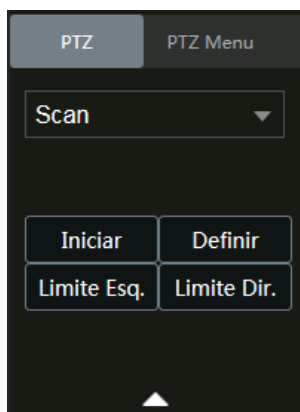 PTZ PTZ Menu
Scan
Iniciar Definir
Limite Esq. Limite Dir.